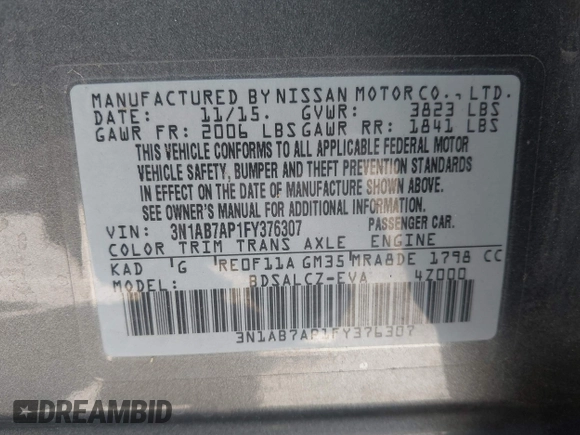 MANUFACTURED BY NISSAN MOTOR CO., LTD.
DATE: 11/15. GVWR: 3823 LBS
GAWR FR: 2006 LBS GAWR RR: 1841 LBS
THIS VEHICLE CONFORMS TO ALL APPLICABLE FEDERAL MOTOR
VEHICLE SAFETY, BUMPER AND THEFT PREVENTION STANDARDS
IN EFFECT ON THE DATE OF MANUFACTURE SHOWN ABOVE.
SEE OWNER'S MANUAL FOR ADDITIONAL INFORMATION.
VIN: 3N1AB7AP1FY376307 PASSENGER CAR.
COLOR TRIM TRANS AXLE ENGINE
KAD G RE0F11A GM35 MRA8DE 1798 CC
MODEL: BDSALCZ-EVA 4Z000
3N1AB7AP1FY376307
DREAMBID